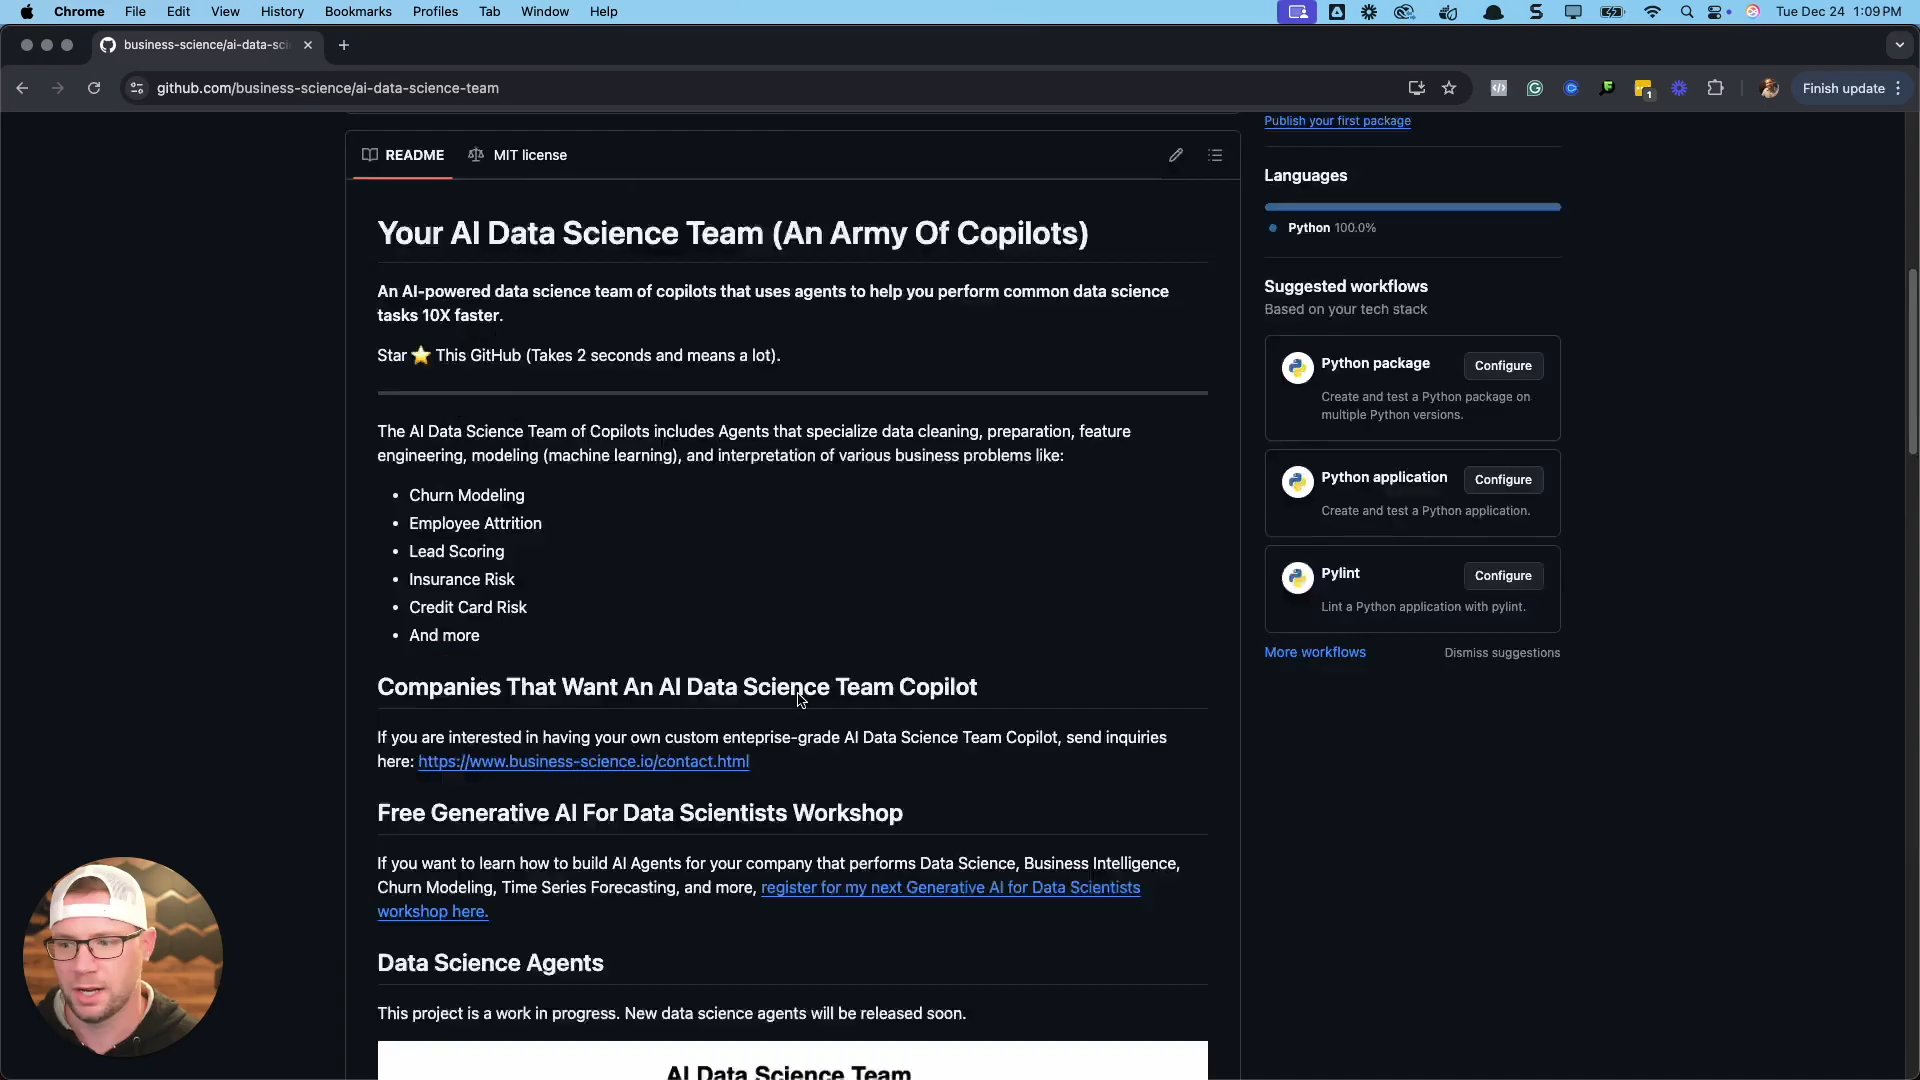 Chrome File Edit View History Bookmarks Profiles Tab Window Help Tue Dec 24 1:09 PM
business-science/ai-data-sci
github.com/business-science/ai-data-science-team
1
Finish update
README
MIT license
Your AI Data Science Team (An Army Of Copilots)
An AI-powered data science team of copilots that uses agents to help you perform common data science
tasks 10X faster.
Star ⭐ This GitHub (Takes 2 seconds and means a lot).
The AI Data Science Team of Copilots includes Agents that specialize data cleaning, preparation, feature
engineering, modeling (machine learning), and interpretation of various business problems like:
• Churn Modeling
• Employee Attrition
• Lead Scoring
• Insurance Risk
• Credit Card Risk
• And more
Companies That Want An AI Data Science Team Copilot
If you are interested in having your own custom enteprise-grade AI Data Science Team Copilot, send inquiries
here: https://www.business-science.io/contact.html
Free Generative AI For Data Scientists Workshop
If you want to learn how to build AI Agents for your company that performs Data Science, Business Intelligence,
Churn Modeling, Time Series Forecasting, and more, register for my next Generative AI for Data Scientists
workshop here.
Data Science Agents
This project is a work in progress. New data science agents will be released soon.
AI Data Science Team
Publish your first package
Languages
Python 100.0%
Suggested workflows
Based on your tech stack
Python package
Configure
Create and test a Python package on
multiple Python versions.
Python application
Configure
Create and test a Python application.
Pylint
Configure
Lint a Python application with pylint.
More workflows
Dismiss suggestions